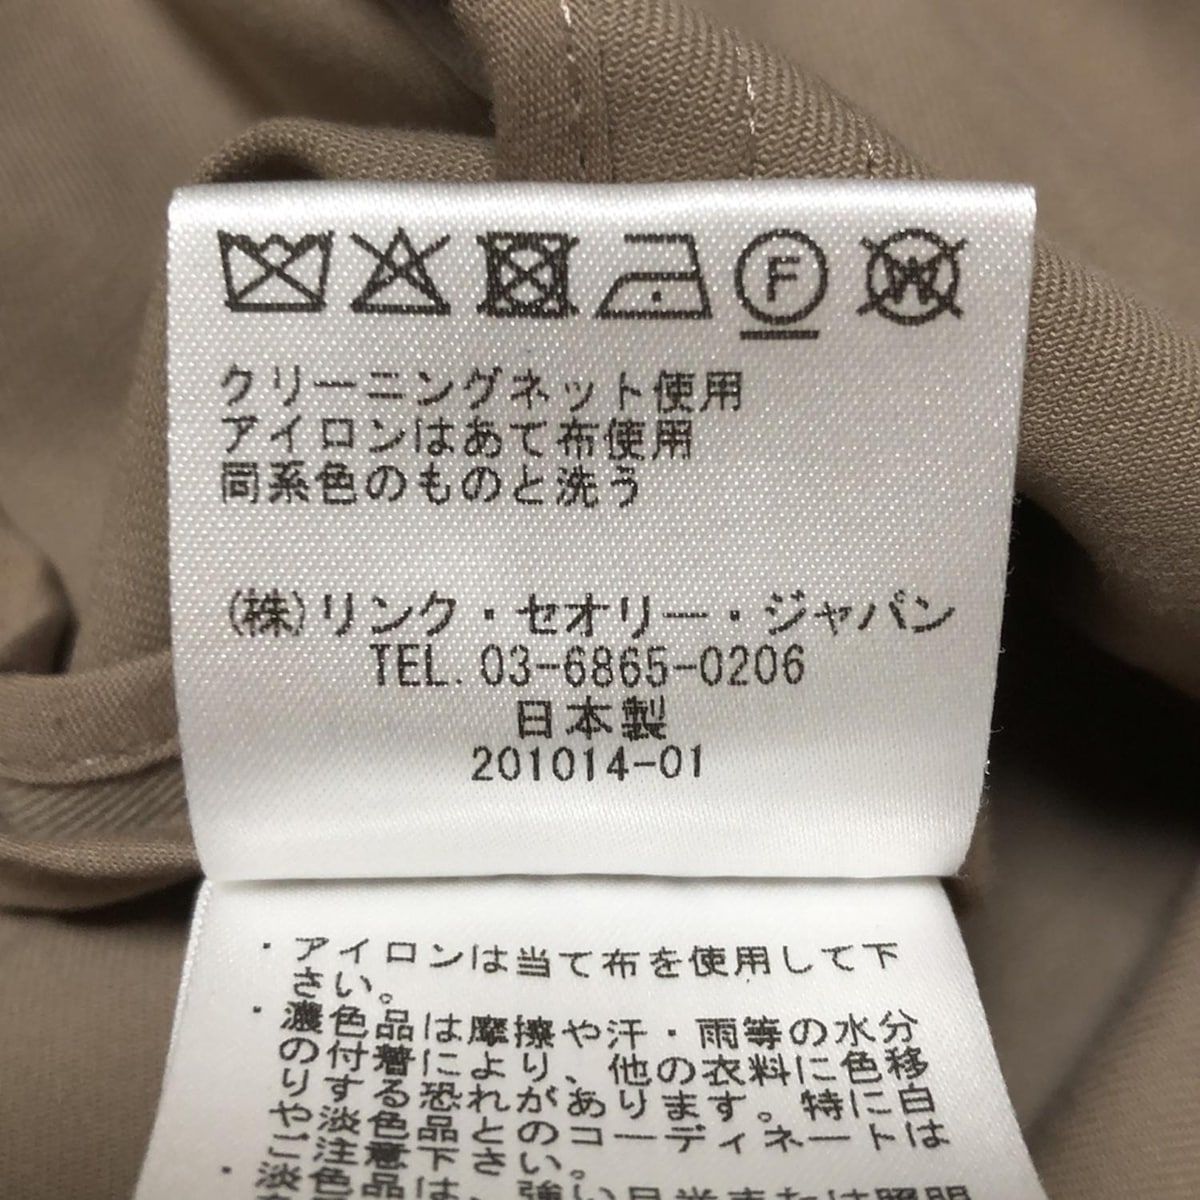 F W
クリーニングネット使用
アイロンはあて布使用
同系色のものと洗う
(株)リンク・セオリー・ジャパン
TEL. 03-6865-0206
日本製
201014-01
・アイロンは当て布を使用して下
さい。
・濃色品は摩擦や汗・雨等の水分
の付着により、他の衣料に色移
りする恐れがあります。特に白
や淡色品とのコーディネートは
ご注意下さい。
・淡色品は、強い